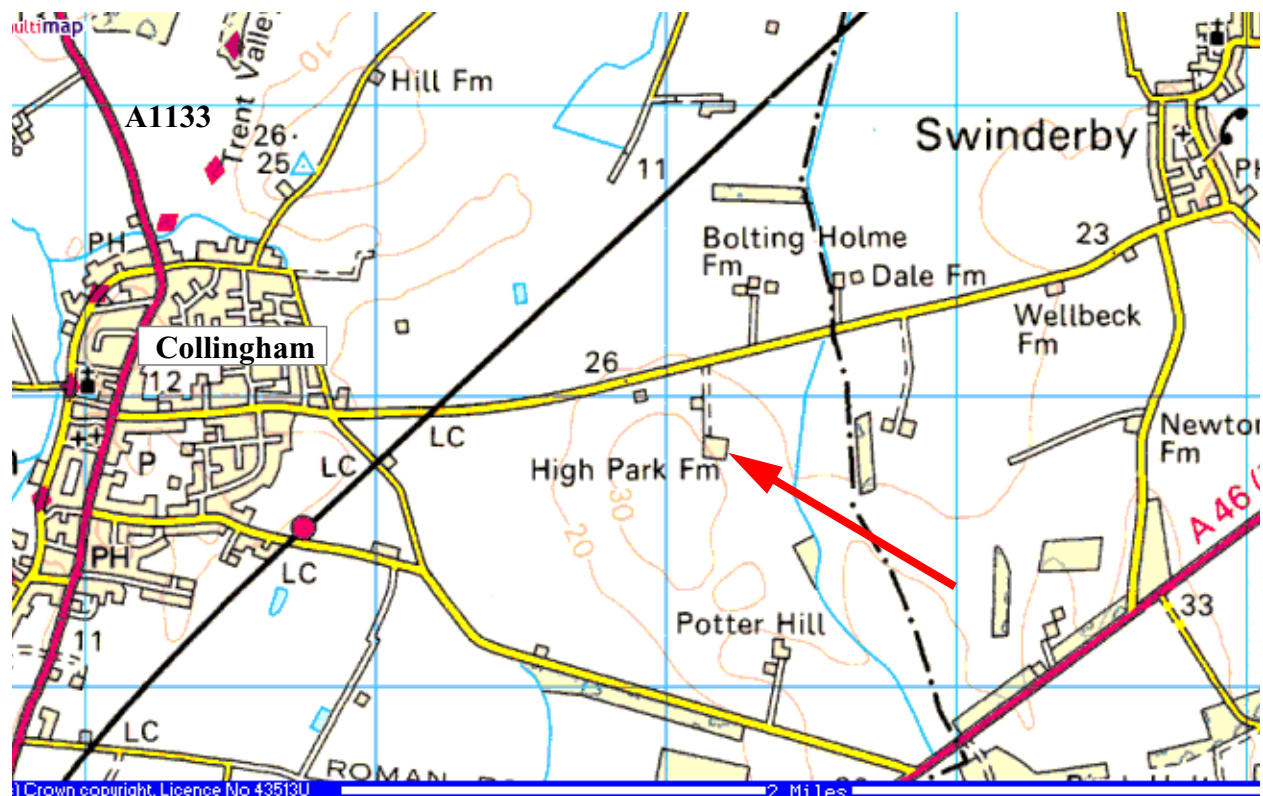 ultimap
Trent Valle
10
Hill Fm
A1133
26
25
11
Swinderby
PH
PH
23
Bolting Holme
Fm
Dale Fm
Wellbeck
Fm
Collingham
12
26
LC
LC
High Park Fm
30
20
Newton
Fm
A 46
P
PH
LC
Potter Hill
33
11
LC
ROMAN
) Crown copyright. Licence No 43513U
2 Miles